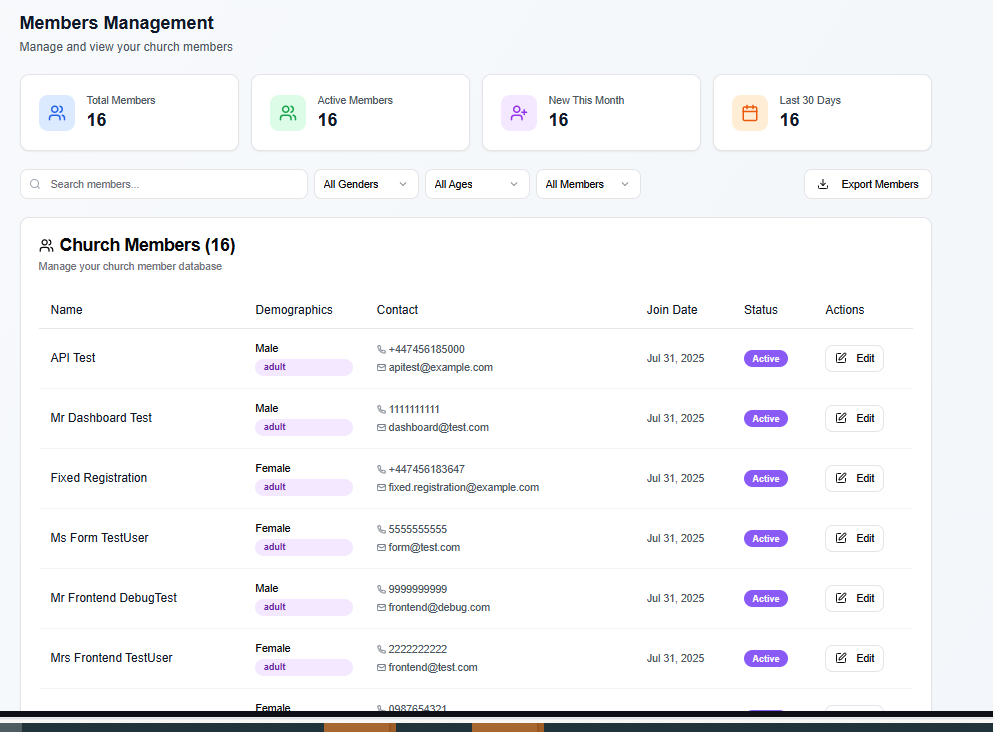 Members Management
Manage and view your church members
Total Members
16
Active Members
16
New This Month
16
Last 30 Days
16
Search members...
All Genders
All Ages
All Members
Export Members
Church Members (16)
Manage your church member database
Name Demographics Contact Join Date Status Actions
Male +447456185000
API Test Jul 31, 2025 Active Edit
adult apitest@example.com
Male 1111111111
Mr Dashboard Test Jul 31, 2025 Active Edit
adult dashboard@test.com
Female +447456183647
Fixed Registration Jul 31, 2025 Active Edit
adult fixed.registration@example.com
Female 5555555555
Ms Form TestUser Jul 31, 2025 Active Edit
adult form@test.com
Male 9999999999
Mr Frontend DebugTest Jul 31, 2025 Active Edit
adult frontend@debug.com
Female 2222222222
Mrs Frontend TestUser Jul 31, 2025 Active Edit
adult frontend@test.com
Female 0987654321